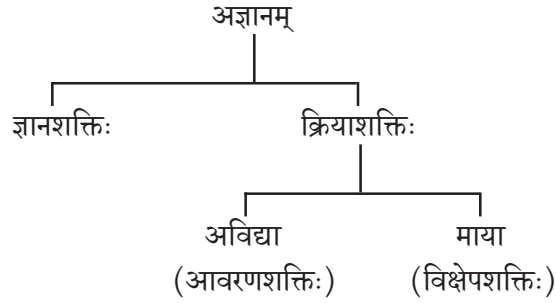 अज्ञानम्
ज्ञानशक्तिः क्रियाशक्तिः
अविद्या माया
(आवरणशक्तिः) (विक्षेपशक्तिः)